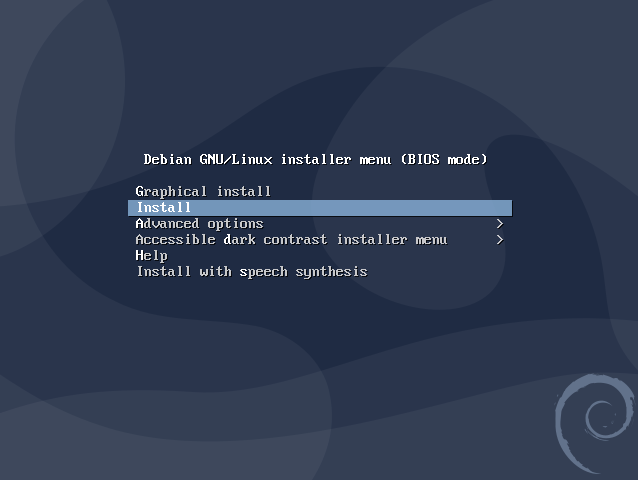 Debian GNU/Linux installer menu (BIOS mode)
Graphical install
Install
Advanced options >
Accessible dark contrast installer menu >
Help
Install with speech synthesis